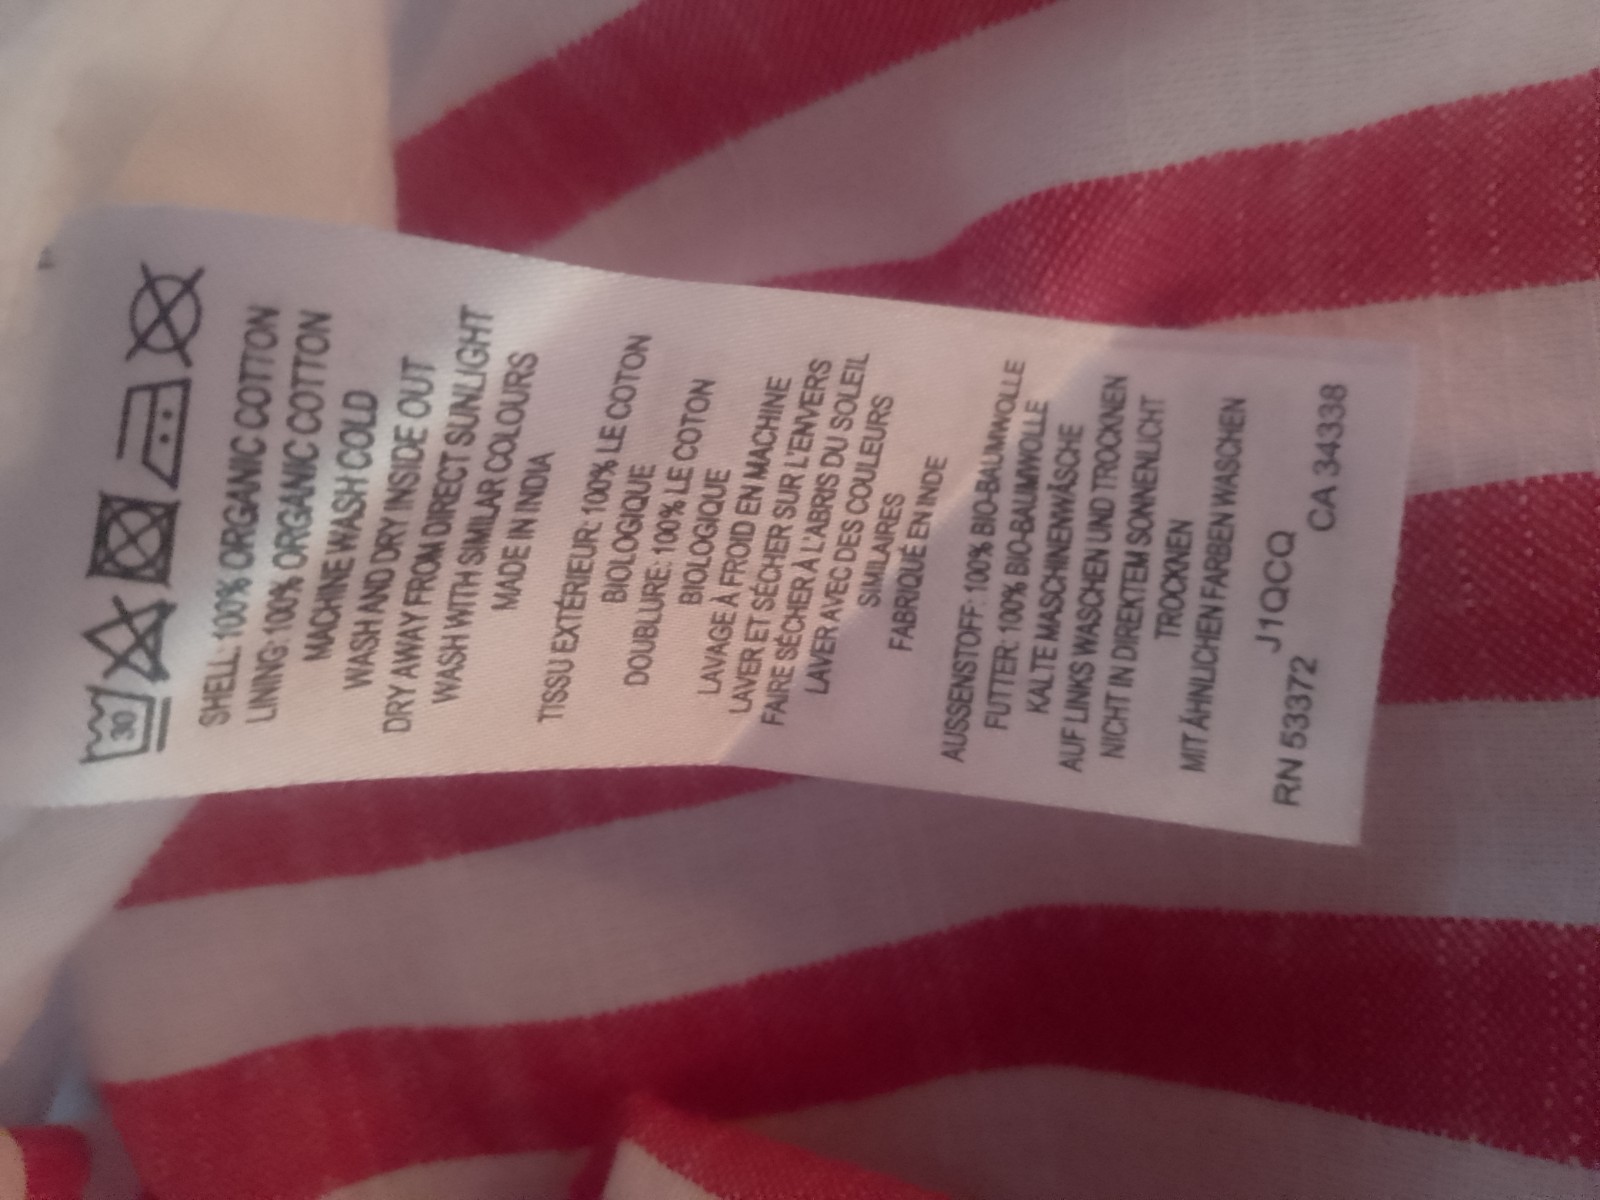 30
SHELL: 100% ORGANIC COTTON
LINING: 100% ORGANIC COTTON
MACHINE WASH COLD
WASH AND DRY INSIDE OUT
DRY AWAY FROM DIRECT SUNLIGHT
WASH WITH SIMILAR COLOURS
MADE IN INDIA
TISSU EXTÉRIEUR: 100% LE COTON
BIOLOGIQUE
DOUBLURE: 100% LE COTON
BIOLOGIQUE
LAVAGE À FROID EN MACHINE
LAVER ET SÉCHER SUR L'ENVERS
FAIRE SÉCHER À L'ABRIS DU SOLEIL
LAVER AVEC DES COULEURS
SIMILAIRES
FABRIQUÉ EN INDE
AUSSENSTOFF: 100% BIO-BAUMWOLLE
FUTTER: 100% BIO-BAUMWOLLE
KALTE MASCHINENWÄSCHE
AUF LINKS WASCHEN UND TROCKNEN
NICHT IN DIREKTEM SONNENLICHT
TROCKNEN
MIT ÄHNLICHEN FARBEN WASCHEN
J1QCQ
RN 53372 CA 34338